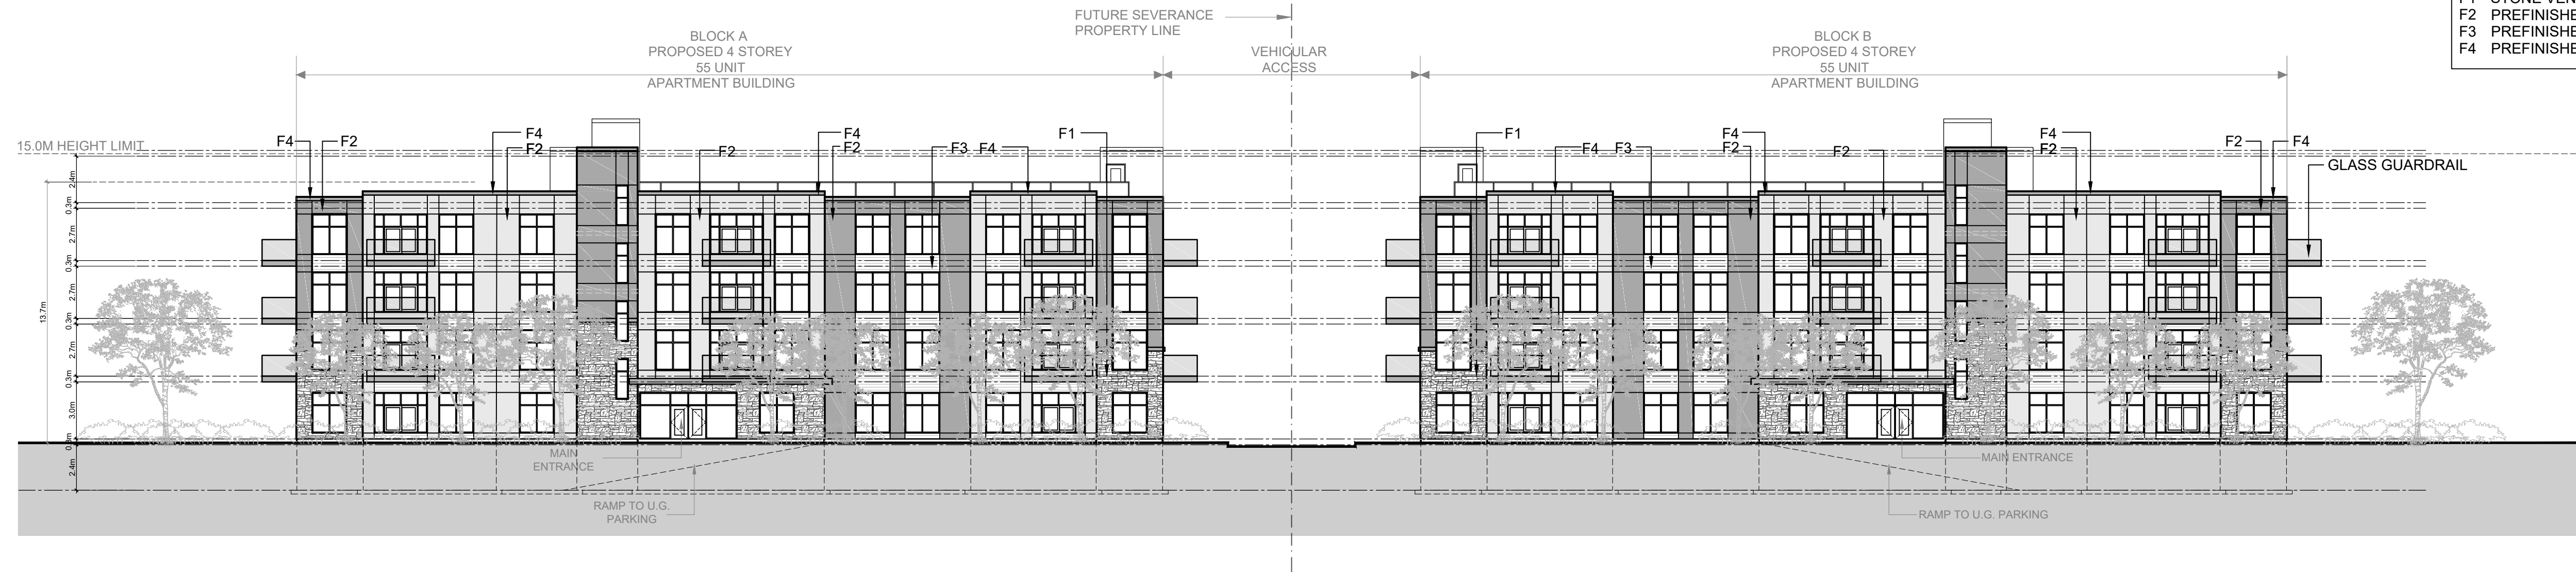 FUTURE SEVERANCE
PROPERTY LINE
BLOCK A
PROPOSED 4 STOREY
55 UNIT
APARTMENT BUILDING
VEHICULAR
ACCESS
BLOCK B
PROPOSED 4 STOREY
55 UNIT
APARTMENT BUILDING
F2 PREFINISHE
F3 PREFINISHE
F4 PREFINISHE
15.0M HEIGHT LIMIT
F4
F2
F4
F2
F2
F4
F2
F3
F4
F1
F1
F4
F3
F4
F2
F2
F4
F2
F2
F4
GLASS GUARDRAIL
2.4m
0.3m
2.7m
0.3m
2.7m
0.3m
2.7m
0.3m
3.0m
2.4m
13.7m
MAIN
ENTRANCE
RAMP TO U.G.
PARKING
MAIN ENTRANCE
RAMP TO U.G. PARKING